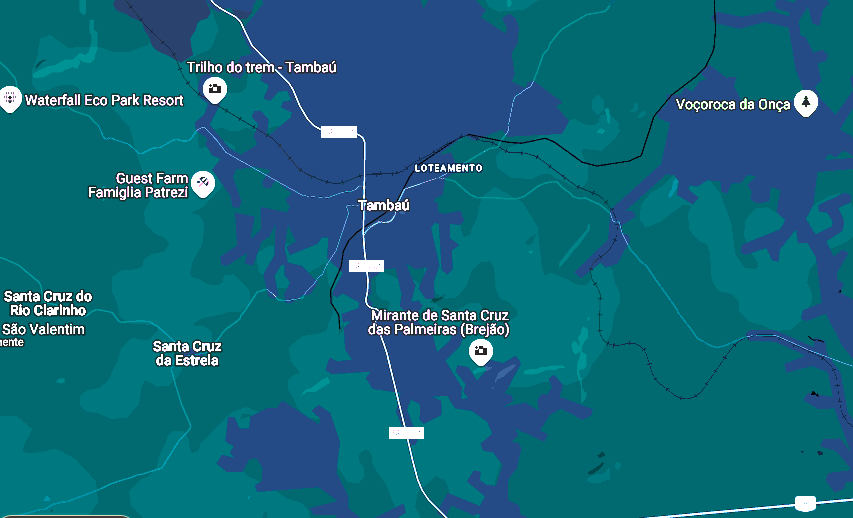 Trilho do trem - Tambaú
Waterfall Eco Park Resort
Voçoroca da Onça
LOTEAMENTO
Guest Farm
Famiglia Patrezi
Tambaú
Santa Cruz do
Rio Clarinho
São Valentim
nente
Mirante de Santa Cruz
das Palmeiras (Brejão)
Santa Cruz
da Estrela